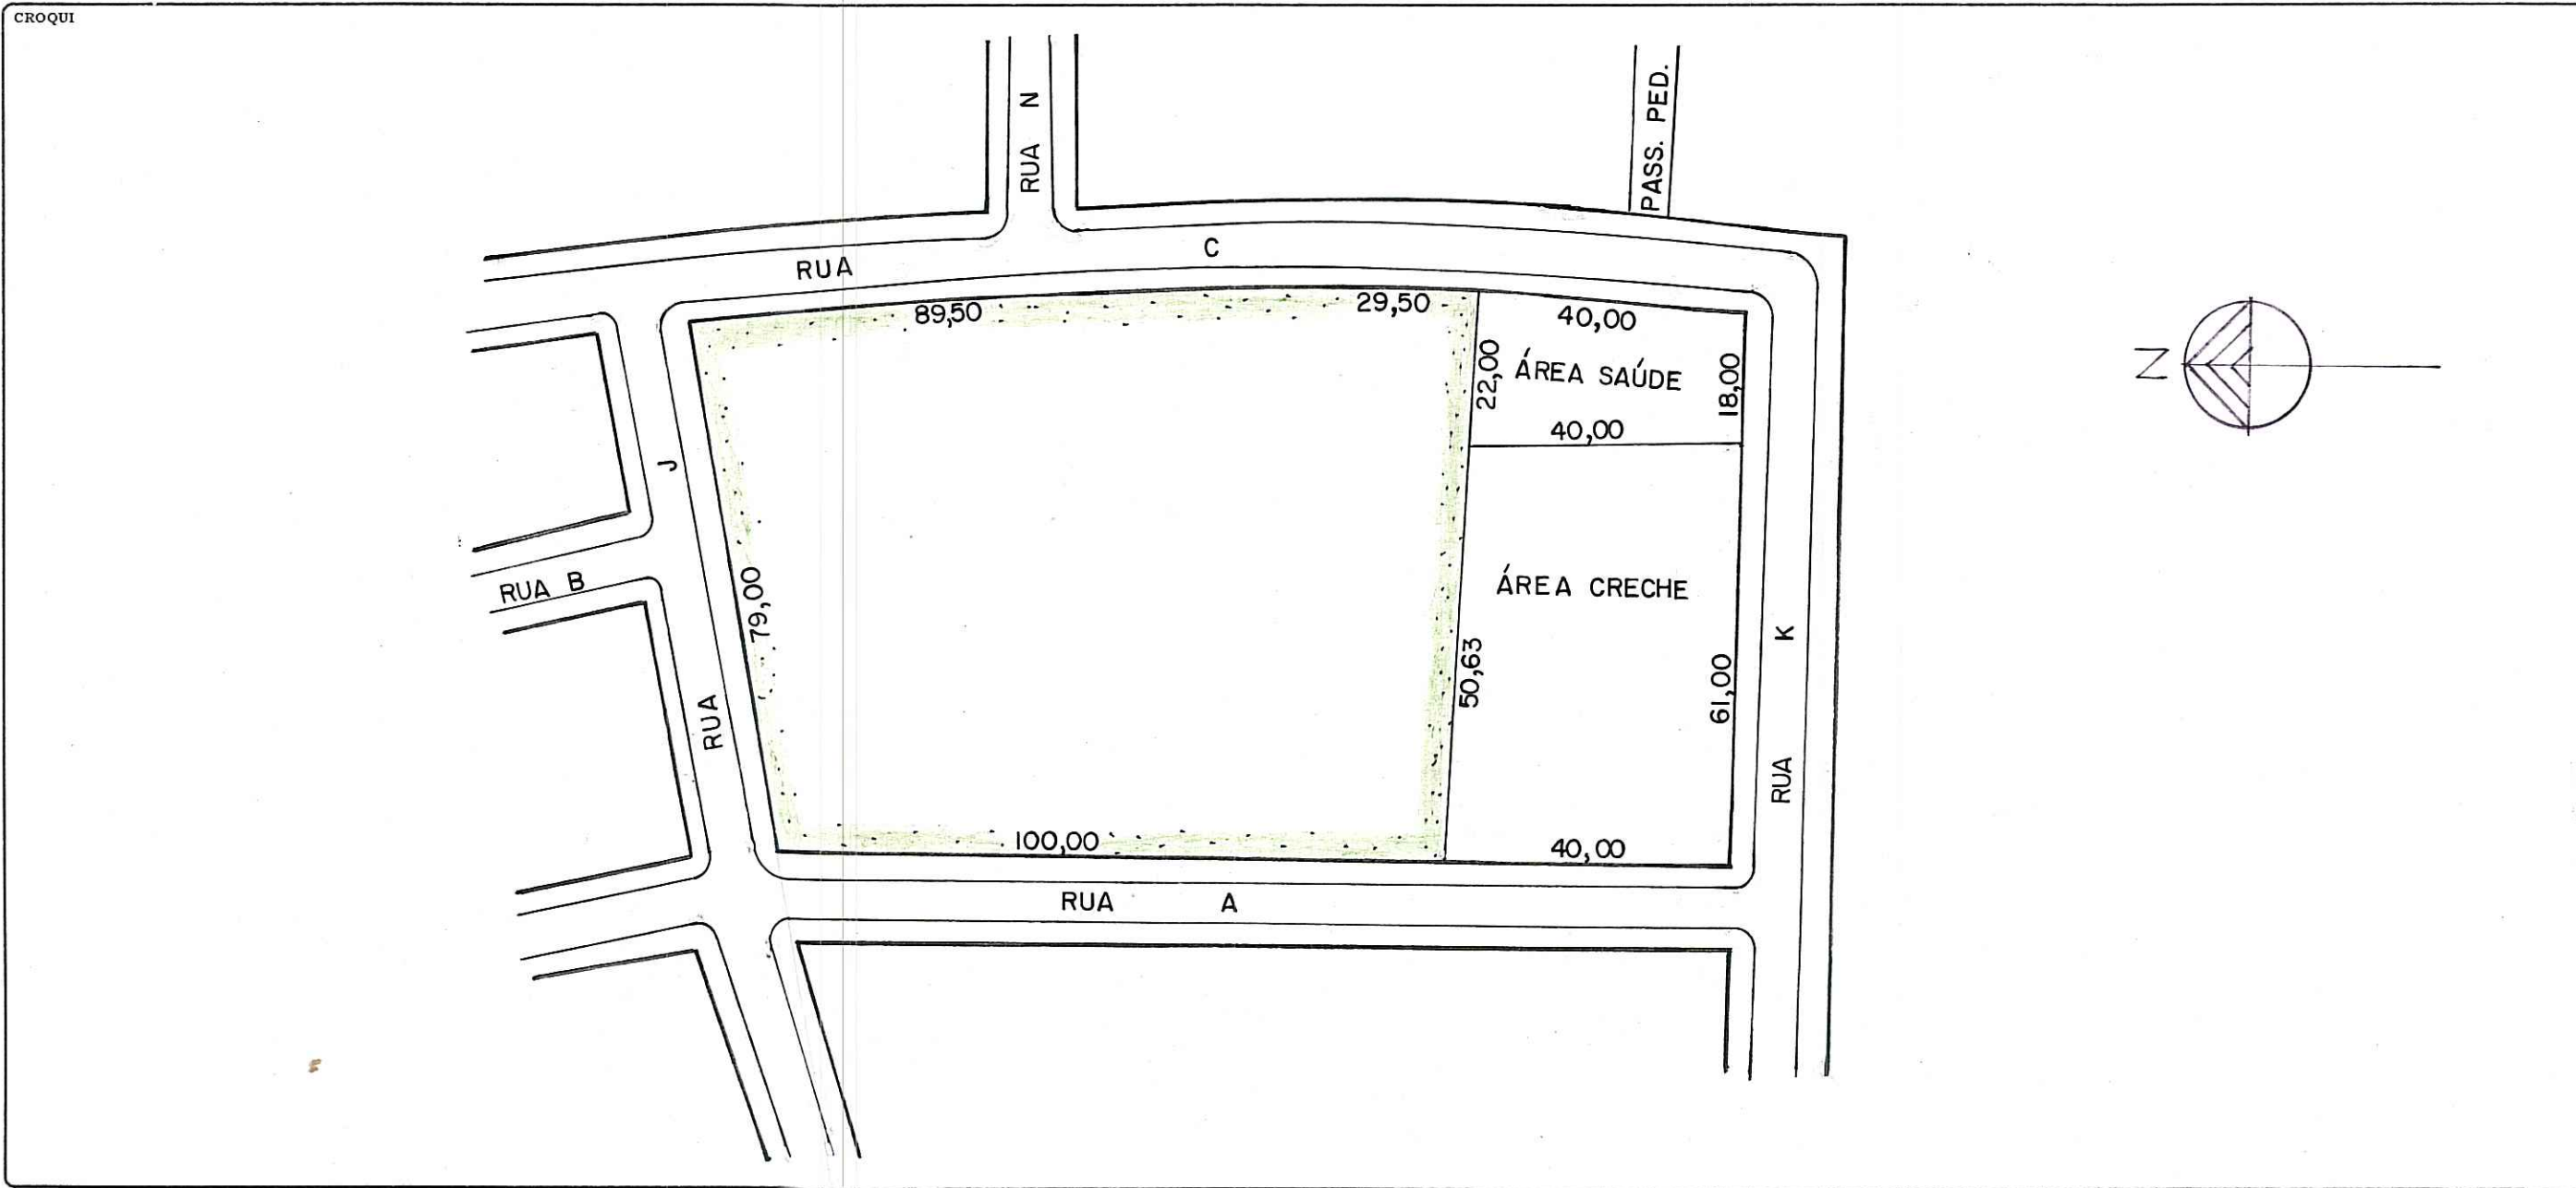 CROQUI
RUA N
PASS. PED.
RUA C
89,50
29,50
40,00
22,00
ÁREA SAÚDE
18,00
40,00
N
RUA J
RUA B
79,00
ÁREA CRECHE
50,63
61,00
RUA K
100,00
40,00
RUA A